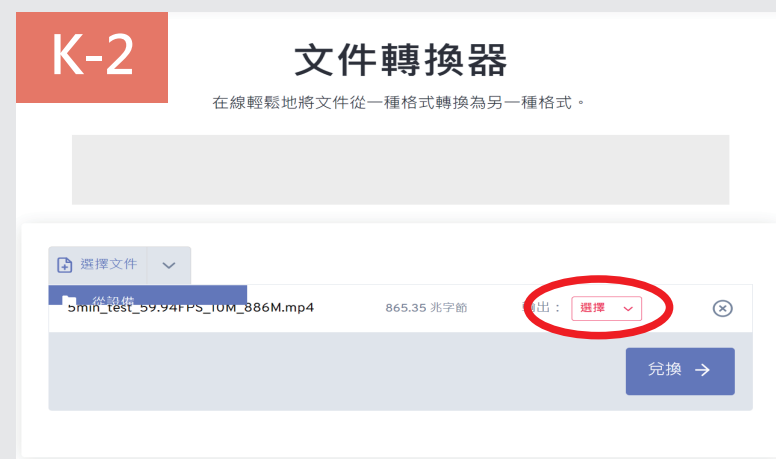 K-2
文件轉換器
在線輕鬆地將文件從一種格式轉換為另一種格式。
選擇文件
從設備
5min_test_59.94FPS_10M_886M.mp4 865.35 兆字節 輸出： 選擇
兌換